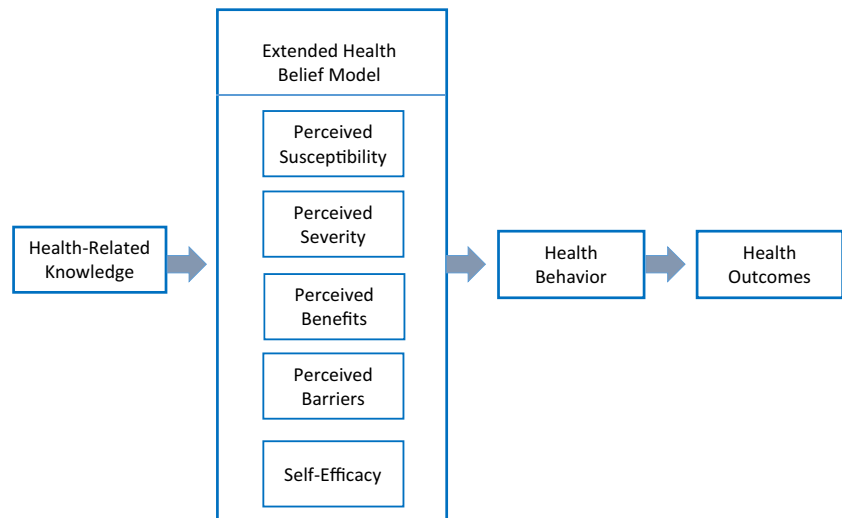 Extended Health
Belief Model
Perceived
Susceptibility
Perceived
Severity
Perceived
Benefits
Perceived
Barriers
Self-Efficacy
Health-Related
Knowledge
Health
Behavior
Health
Outcomes